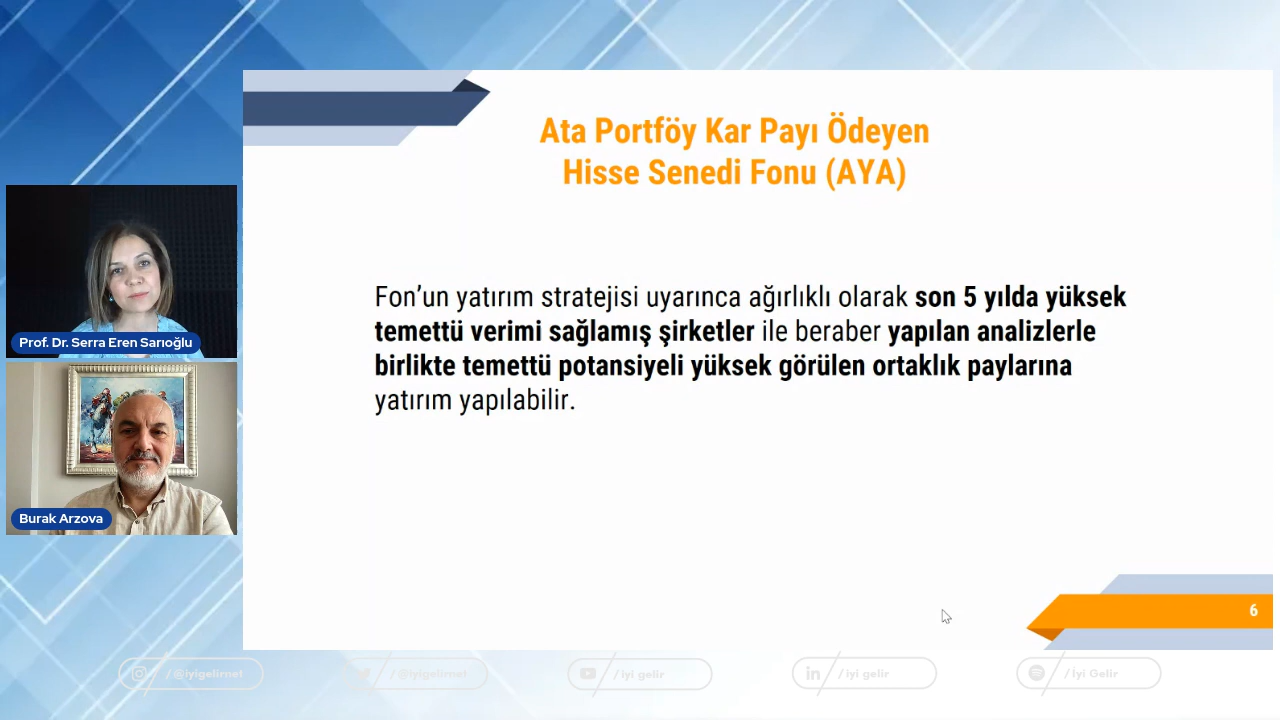 Ata Portföy Kar Payı Ödeyen
Hisse Senedi Fonu (AYA)
Prof. Dr. Serra Eren Sarıoğlu
Burak Arzova
Fon’un yatırım stratejisi uyarınca ağırlıklı olarak son 5 yılda yüksek
temettü verimi sağlamış şirketler ile beraber yapılan analizlerle
birlikte temettü potansiyeli yüksek görülen ortaklık paylarına
yatırım yapılabilir.
6
/@iyigelirnet
/@iyigelirnet
/iyi gelir
in /iyi gelir
/İyi Gelir